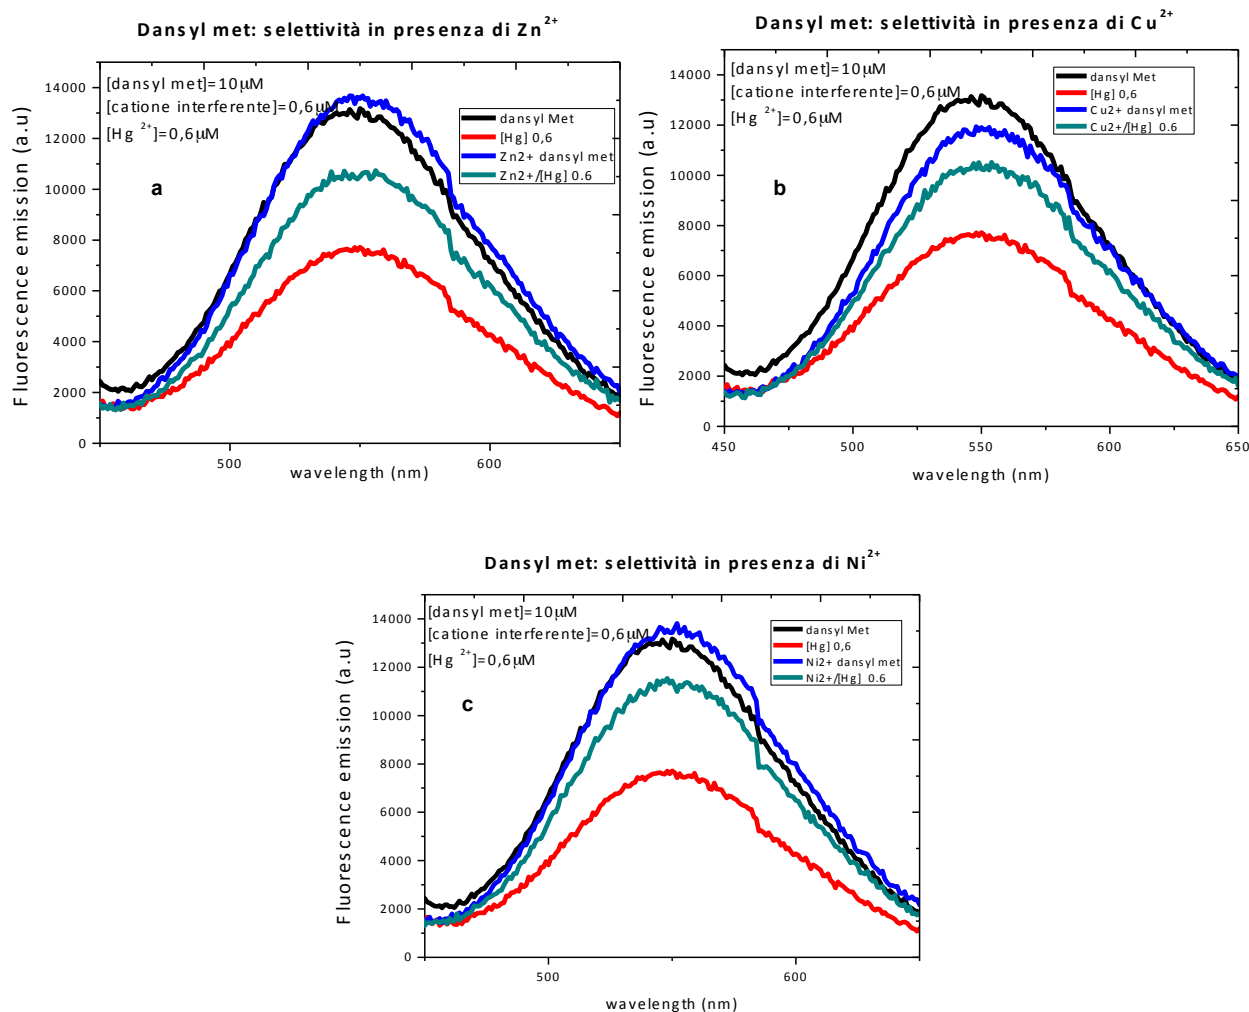 Dansyl met: selettività in presenza di Zn2+
[dansyl met]=10μM
[catione interferente]=0,6μM
[Hg 2+]=0,6μM
a
dansyl Met
[Hg] 0,6
Zn2+ dansyl met
Zn2+/[Hg] 0.6
Fluorescence emission (a.u)
14000
12000
10000
8000
6000
4000
2000
0
500
600
wavelength (nm)
Dansyl met: selettività in presenza di Cu2+
[dansyl met]=10μM
[catione interferente]=0,6μM
[Hg 2+]=0,6μM
b
dansyl Met
[Hg] 0,6
Cu2+ dansyl met
Cu2+/[Hg] 0.6
Fluorescence emission (a.u)
14000
12000
10000
8000
6000
4000
2000
0
450
500
550
600
650
wavelength (nm)
Dansyl met: selettività in presenza di Ni2+
[dansyl met]=10μM
[catione interferente]=0,6μM
[Hg 2+]=0,6μM
c
dansyl Met
[Hg] 0,6
Ni2+ dansyl met
Ni2+/[Hg] 0.6
Fluorescence emission (a.u)
14000
12000
10000
8000
6000
4000
2000
0
500
600
wavelength (nm)